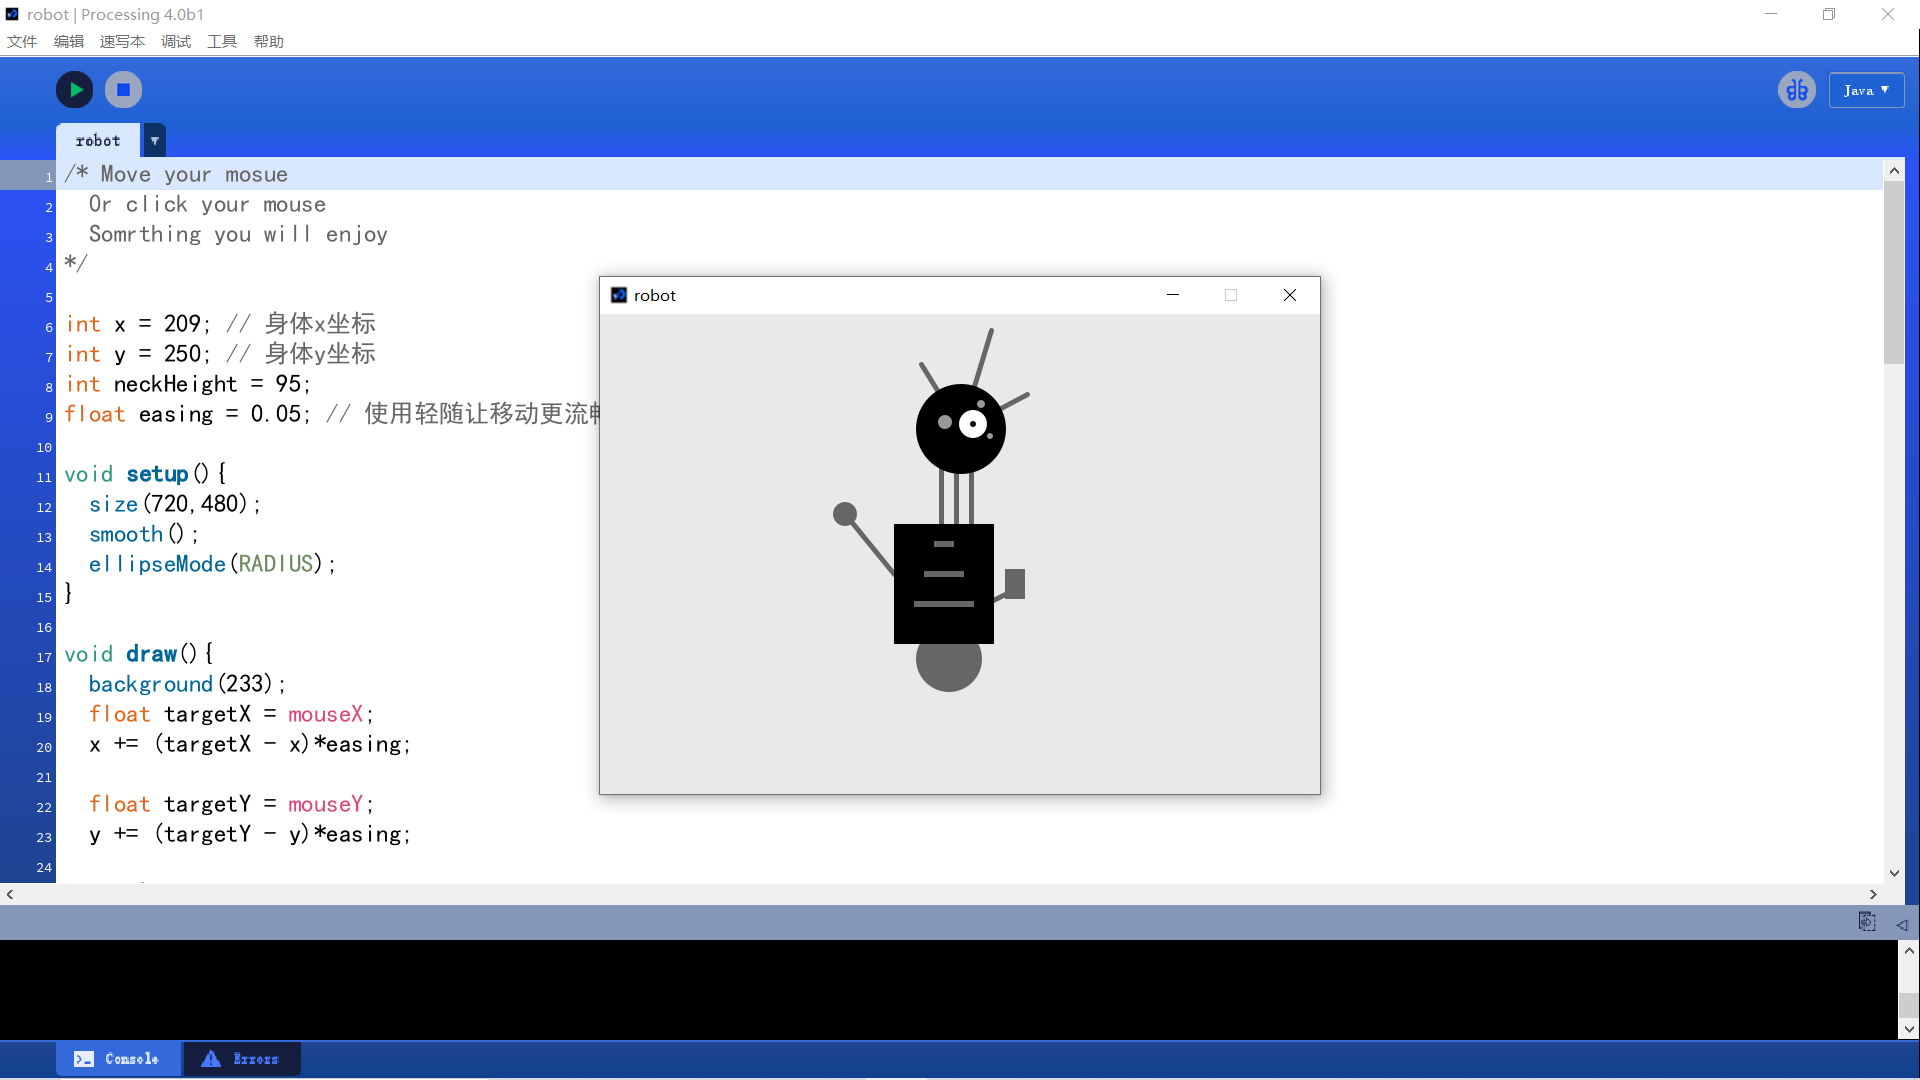 robot | Processing 4.0b1
文件 编辑 速写本 调试 工具 帮助
Java ▼
robot ▼
1 /* Move your mosue
2 Or click your mouse
3 Somrthing you will enjoy
4 */
5
6 int x = 209; // 身体x坐标
7 int y = 250; // 身体y坐标
8 int neckHeight = 95;
9 float easing = 0.05; // 使用轻随让移动更流
10
11 void setup(){
12 size(720,480);
13 smooth();
14 ellipseMode(RADIUS);
15 }
16
17 void draw(){
18 background(233);
19 float targetX = mouseX;
20 x += (targetX - x)*easing;
21
22 float targetY = mouseY;
23 y += (targetY - y)*easing;
24
robot
Console Errors